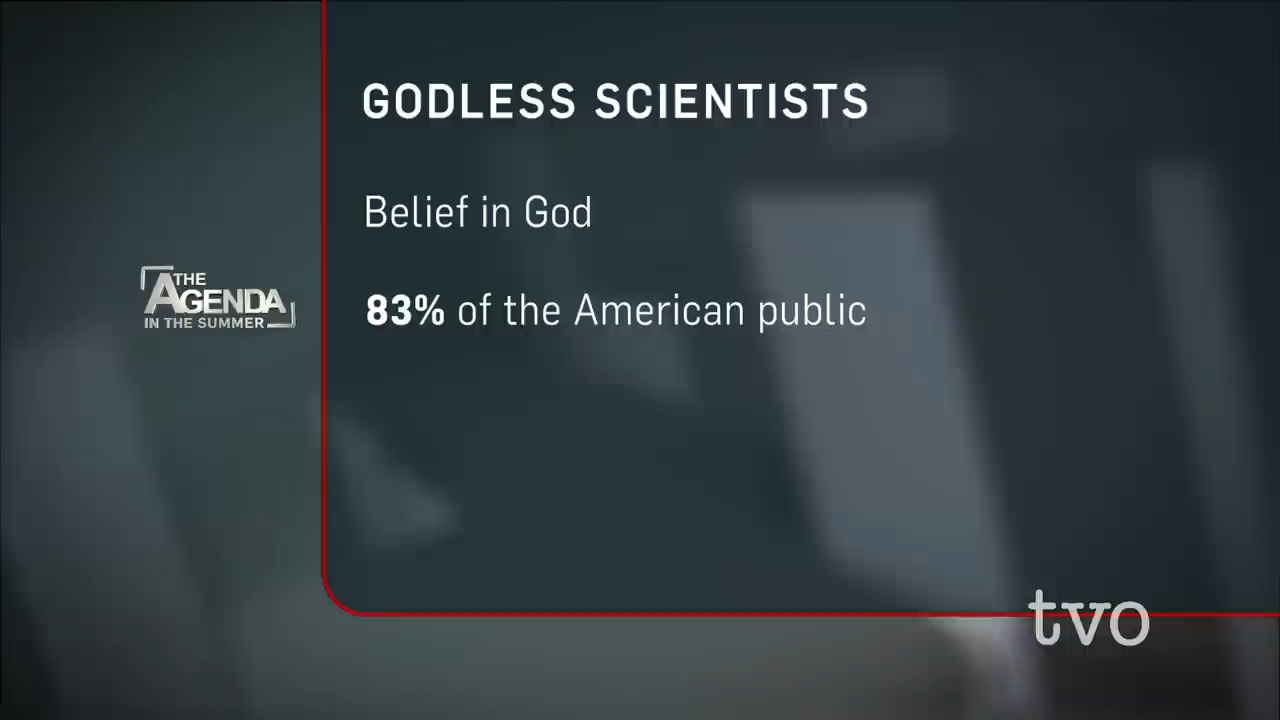 GODLESS SCIENTISTS
Belief in God
83% of the American public
THE
AGENDA
IN THE SUMMER
tvo